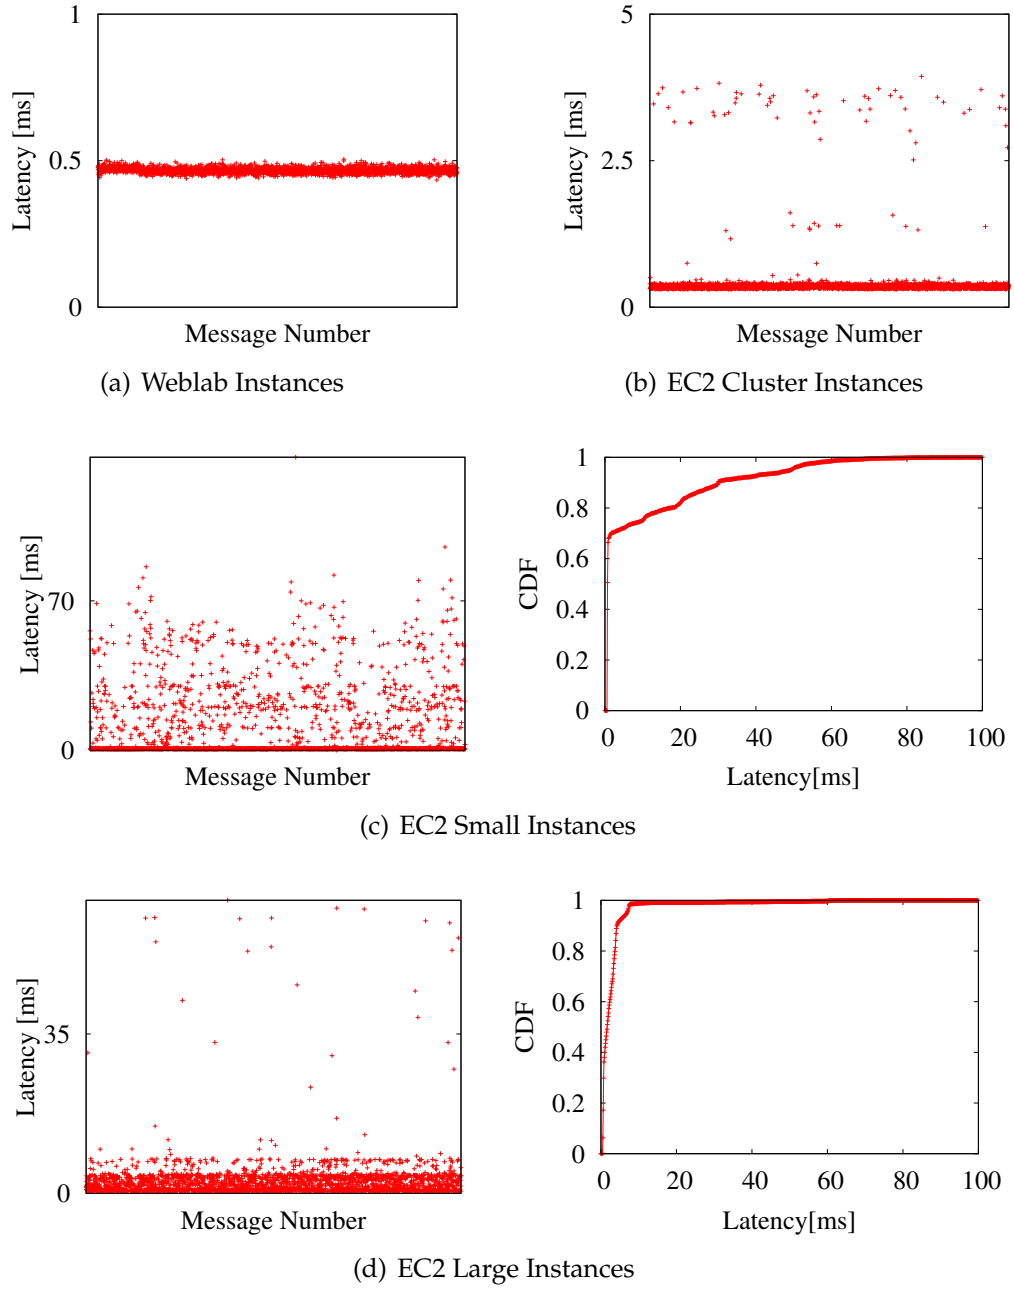 1
0.5
0
Latency [ms]
Message Number
(a) Weblab Instances
5
2.5
0
Latency [ms]
Message Number
(b) EC2 Cluster Instances
70
0
Latency [ms]
Message Number
1
0.8
0.6
0.4
0.2
0
CDF
0 20 40 60 80 100
Latency[ms]
(c) EC2 Small Instances
35
0
Latency [ms]
Message Number
1
0.8
0.6
0.4
0.2
0
CDF
0 20 40 60 80 100
Latency[ms]
(d) EC2 Large Instances